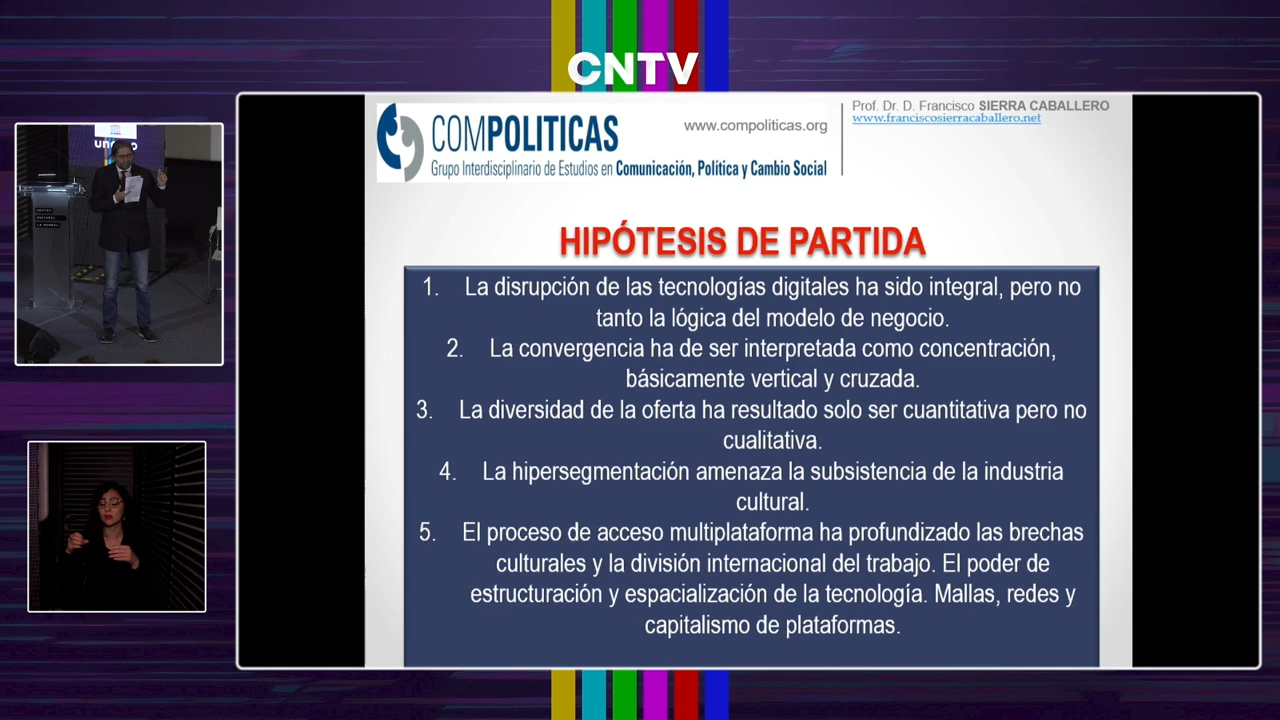 CNTV
COMPOLITICAS
www.compoliticas.org
Grupo Interdisciplinario de Estudios en Comunicación, Política y Cambio Social
Prof. Dr. D. Francisco SIERRA CABALLERO
www.franciscosierracaballero.net
HIPÓTESIS DE PARTIDA
1. La disrupción de las tecnologías digitales ha sido integral, pero no
tanto la lógica del modelo de negocio.
2. La convergencia ha de ser interpretada como concentración,
básicamente vertical y cruzada.
3. La diversidad de la oferta ha resultado solo ser cuantitativa pero no
cualitativa.
4. La hipersegmentación amenaza la subsistencia de la industria
cultural.
5. El proceso de acceso multiplataforma ha profundizado las brechas
culturales y la división internacional del trabajo. El poder de
estructuración y espacialización de la tecnología. Mallas, redes y
capitalismo de plataformas.